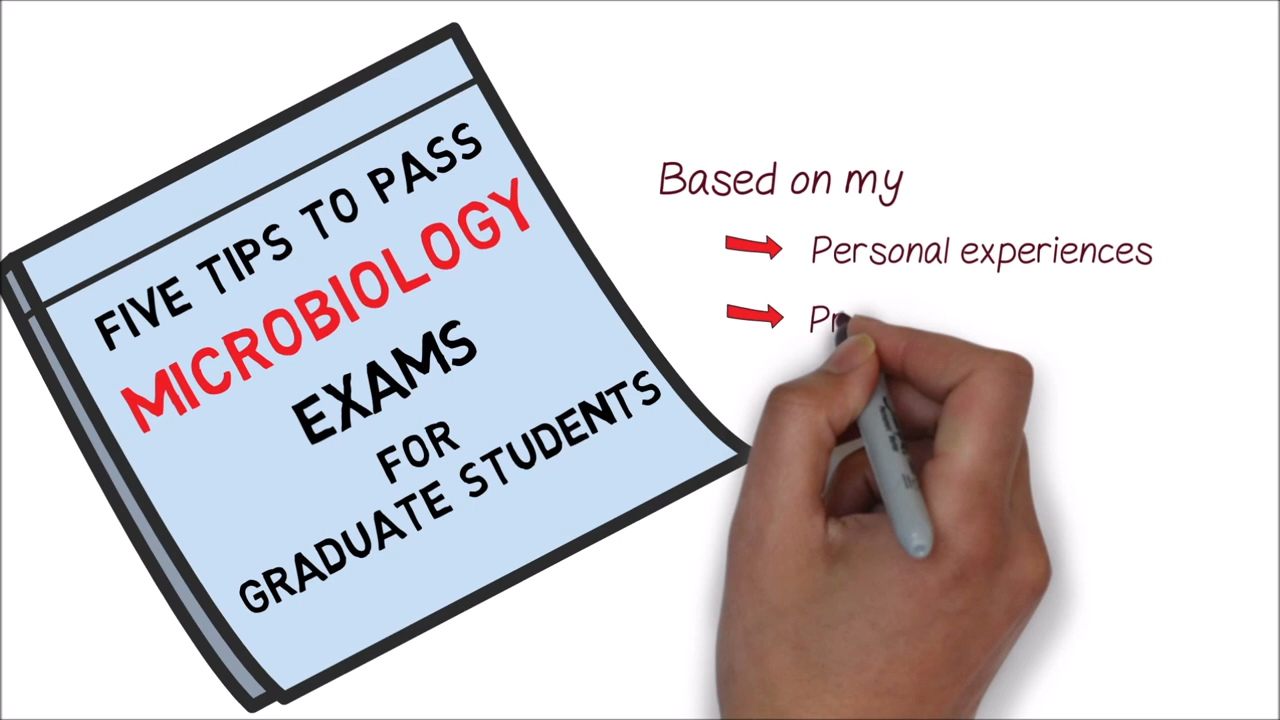 FIVE TIPS TO PASS
MICROBIOLOGY
EXAMS
FOR
GRADUATE STUDENTS
Based on my
Personal experiences